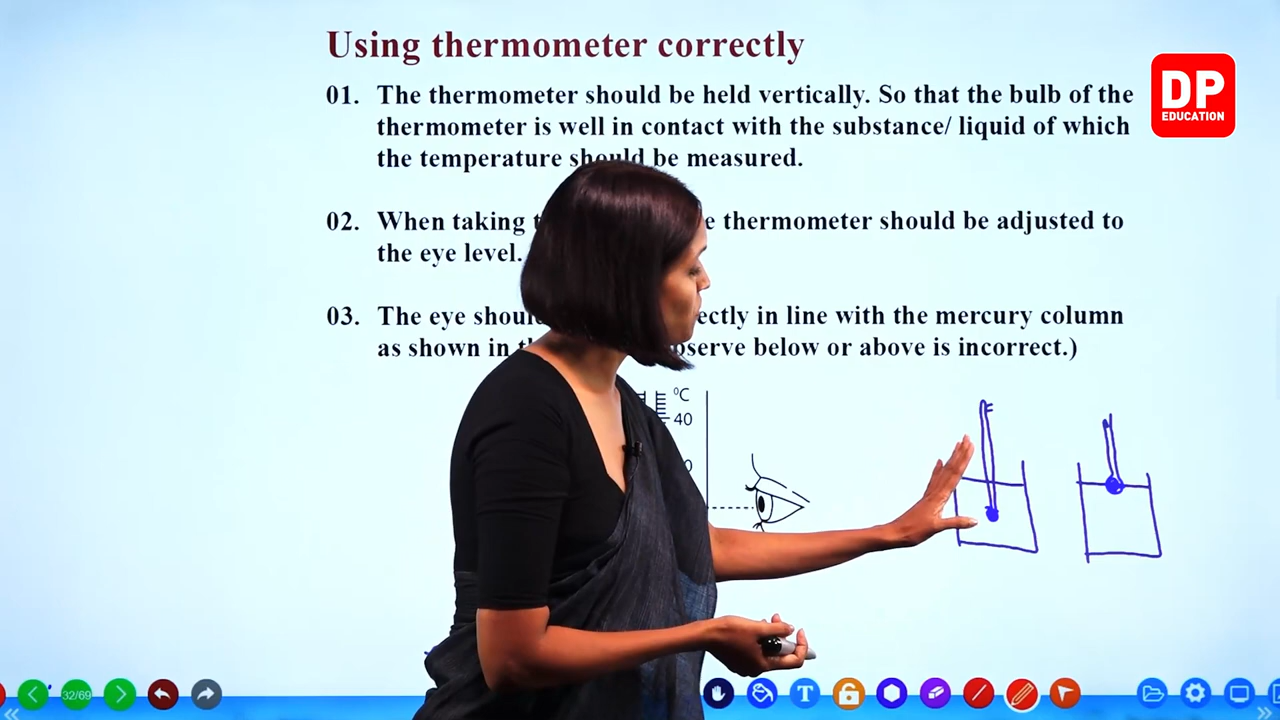 Using thermometer correctly
01. The thermometer should be held vertically. So that the bulb of the
thermometer is well in contact with the substance/ liquid of which
the temperature should be measured.
DP
EDUCATION
02. When taking thermometer should be adjusted to
the eye level.
03. The eye in line with the mercury column
as shown in below or above is incorrect.)
⁰C
40
32/69
T